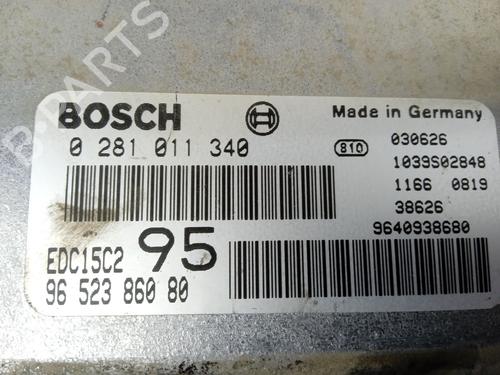 B-PARTS
BOSCH
Made in Germany
0 281 011 340
810
030626
1039S02848
1166 0819
38626
9640938680
EDC15C2
95
96 523 860 80